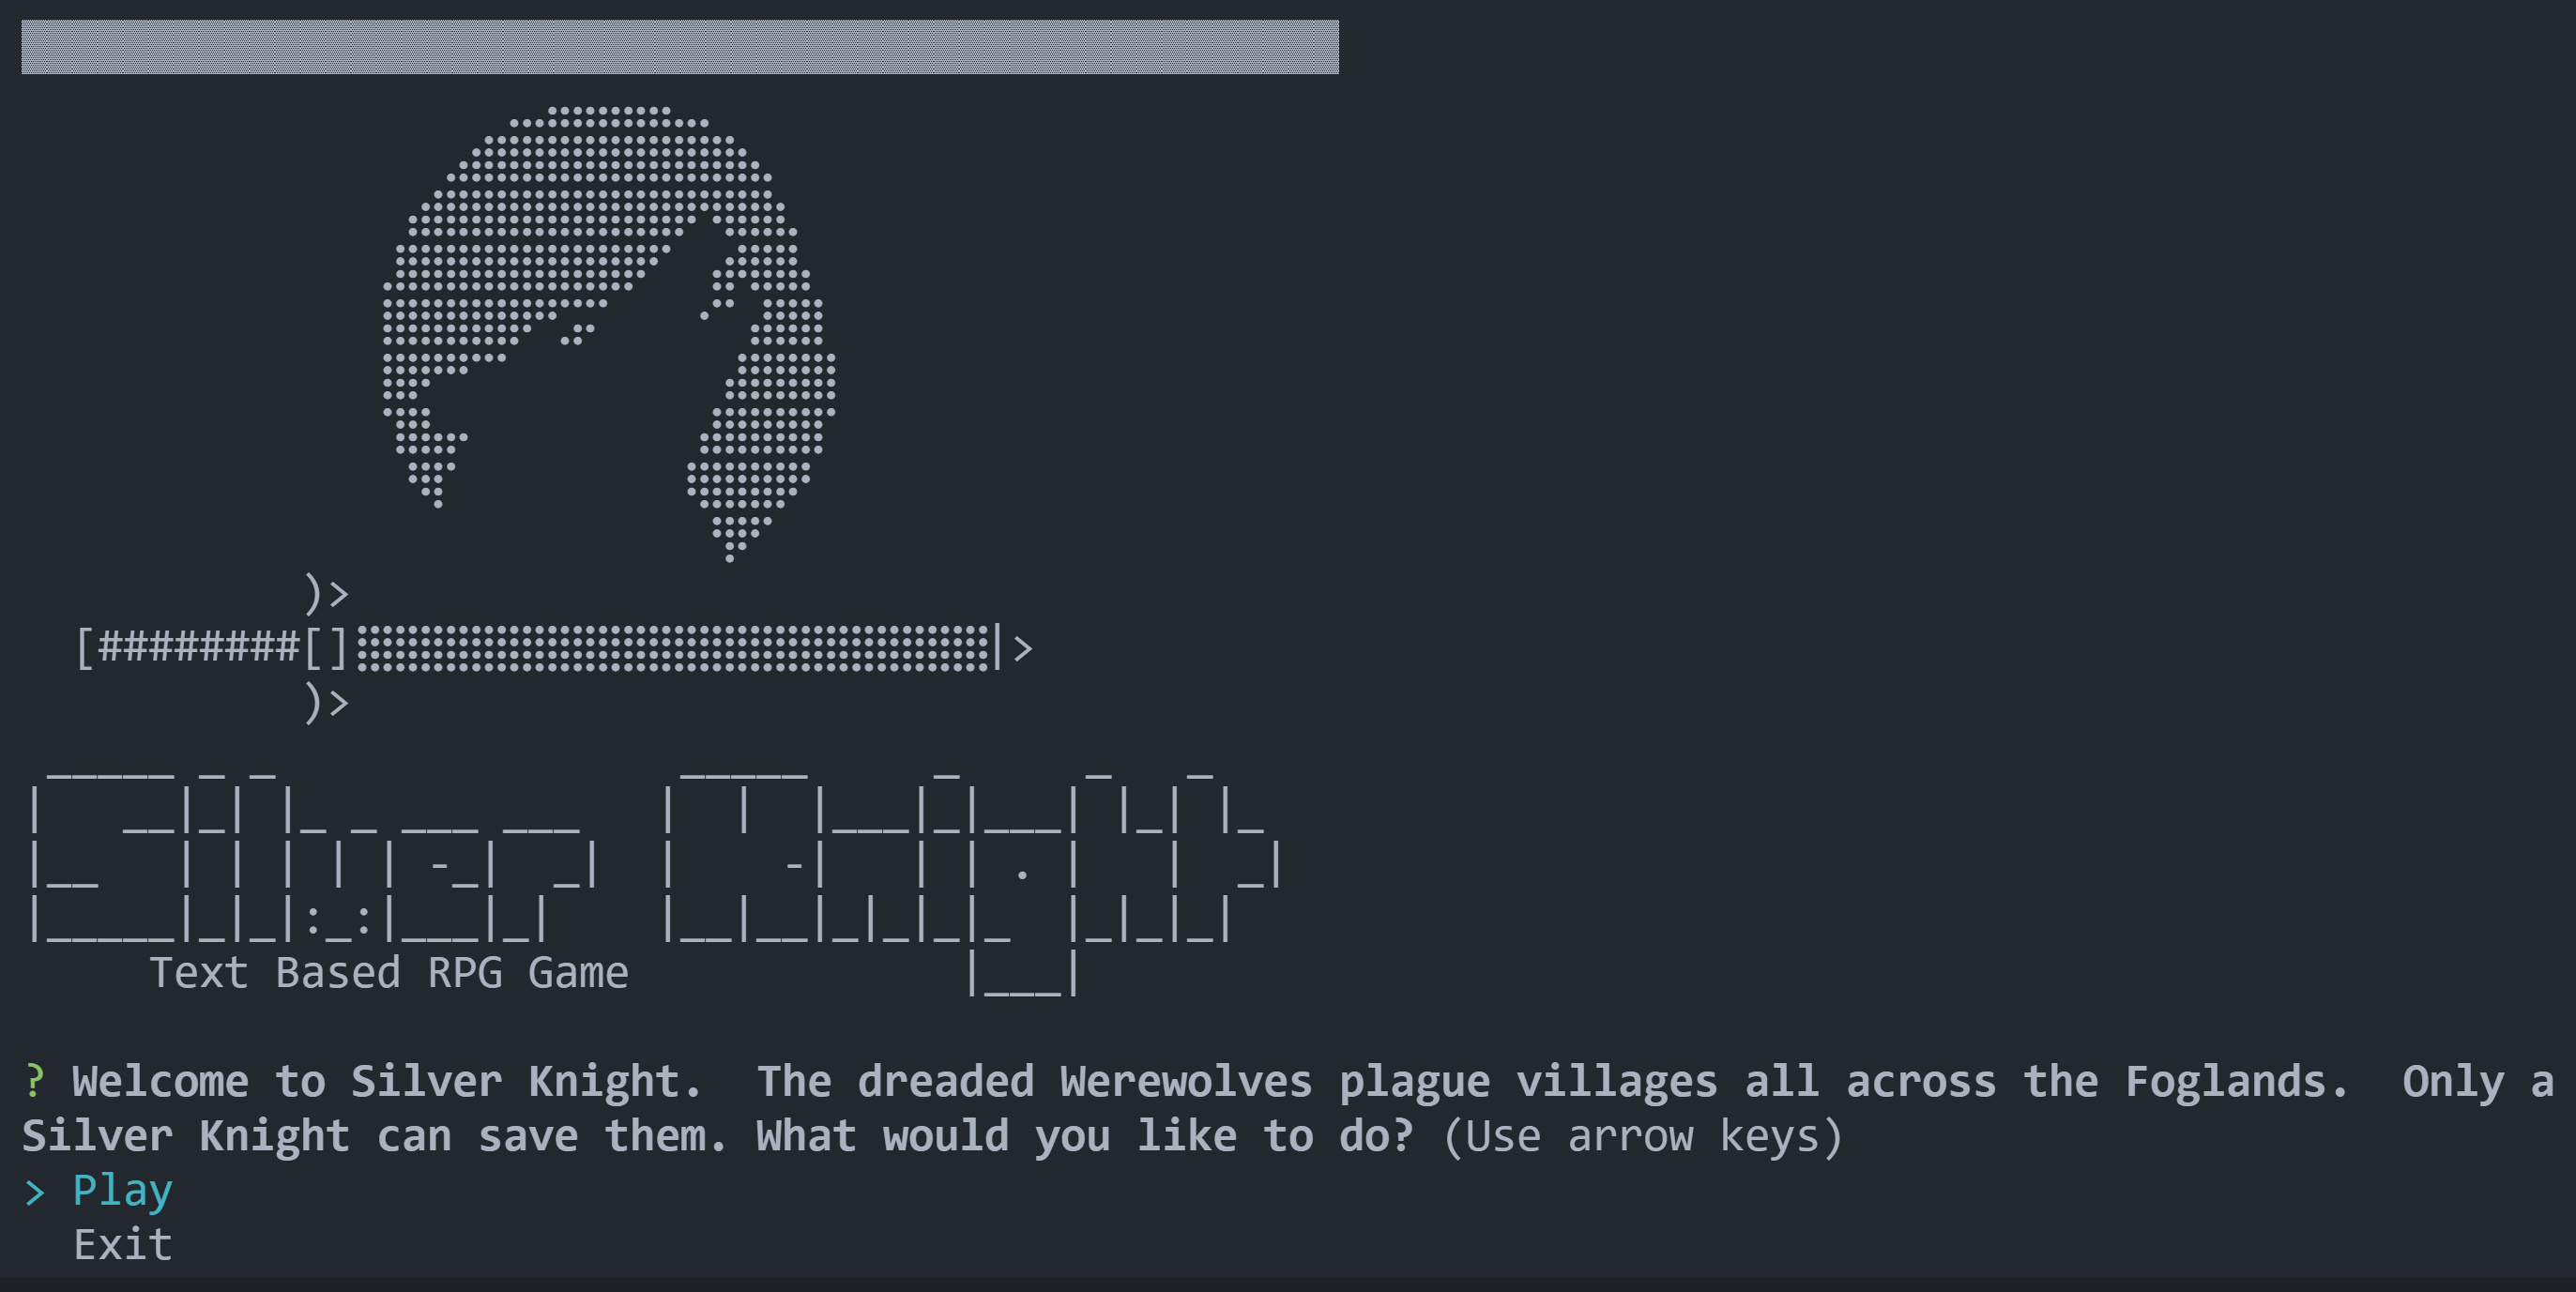 Silver Knight
Text Based RPG Game
? Welcome to Silver Knight.  The dreaded Werewolves plague villages all across the Foglands.  Only a
Silver Knight can save them. What would you like to do? (Use arrow keys)
> Play
Exit